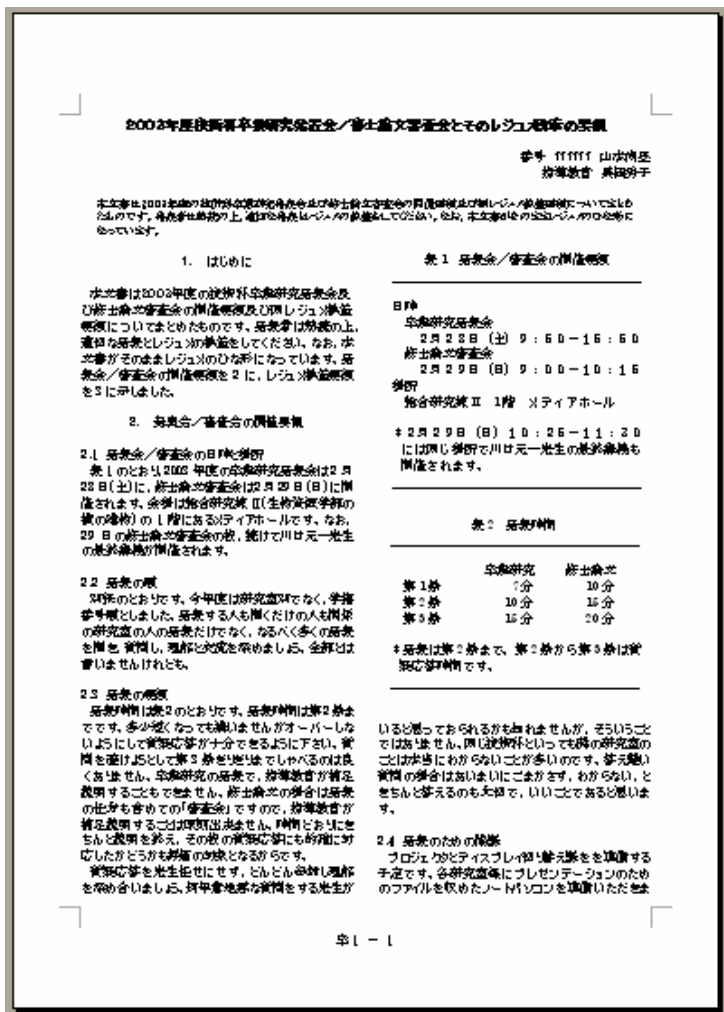 2003年度技術科卒業研究発表会／修士論文審査会とそのレジュメ執筆の要領
番号 ffffff
指導教官
本文書は2003年度の技術科卒業研究発表会及び修士論文審査会の開催要領及び同レジュメ執筆要領についてまとめ
たものです。発表者は熟読の上，適切な発表とレジュメの執筆をしてください。なお，本文書がそのままレジュメのひな形に
なっています。
1. はじめに
本文書は2003年度の技術科卒業研究発表会及
び修士論文審査会の開催要領及び同レジュメ執筆
要領についてまとめたものです。発表者は熟読の上，
適切な発表とレジュメの執筆をしてください。なお，本
文書がそのままレジュメのひな形になっています。発
表会／審査会の開催要領を 2 に，レジュメ執筆要領
を3 に示しました。
2. 発表会／審査会の開催要領
2.1 発表会／審査会の日時と場所
表 1 のとおり，2003 年度の卒業研究発表会は2 月
28 日(土)に，修士論文審査会は2 月 29 日(日)に開
催されます。会場は総合研究棟 II(生物資源学部の
横の建物) の 1 階にあるメディアホールです。なお，
29 日の修士論文審査会の後，続けて川口元一先生
の最終講義が開催されます。
2.2 発表の順
別紙のとおりです。今年度は研究室別でなく，学籍
番号順としました。発表する人も聞くだけの人も関係
の研究室の人の発表だけでなく，なるべく多くの発表
を聞き，質問し，理解と交流を深めましょう。全部とは
言いませんけれども。
2.3 発表の要領
発表時間は表2 のとおりです。発表時間は第2 鈴ま
でです。多少短くなっても構いませんがオーバーしな
いようにして質疑応答が十分できるように下さい。質
問を避けようとして第3 鈴ぎりぎりまでしゃべるのは良
くありません。卒業研究の発表で，指導教官が補足
説明することもできません。修士論文の場合は発表
の仕方も含めての「審査会」ですので，指導教官が
補足説明することは原則出来ません。時間どおりにき
ちんと説明を終え，その後の質疑応答にも的確に対
応したかどうかも評価の対象となるからです。
質疑応答を先生任せにせず，どんどん参加し理解
を深め合いましょう。何年意地悪な質問をする先生が
表 1 発表会／審査会の開催要領
日時
卒業研究発表会
2月28日（土）9:50-15:50
修士論文審査会
2月29日（日）9:00-10:15
場所
総合研究棟 II 1階 メディアホール
＊2月29日（日）10:25-11:30
には同じ場所で川口元一先生の最終講義も
開催されます。
表 2 発表時間
卒業研究 修士論文
第1鈴 7分 10分
第2鈴 10分 15分
第3鈴 15分 20分
＊発表は第2鈴まで，第2鈴から第3鈴は質
疑応答時間です。
いると思っておられるかも知れませんが，そういうこと
ではありません。同じ技術科といっても隣の研究室の
ことは本当にわからないことが多いのです。答え難い
質問の場合はあいまいにごまかさず，わからない，と
きちんと答えるのも大切で，いいことであると思いま
す。
2.4 発表のための機器
プロジェクタとディスプレイ切り替え器をを準備する
予定です。各研究室毎にプレゼンテーションのため
のファイルを収めたノートパソコンを準備いただきま
卒1 － 1